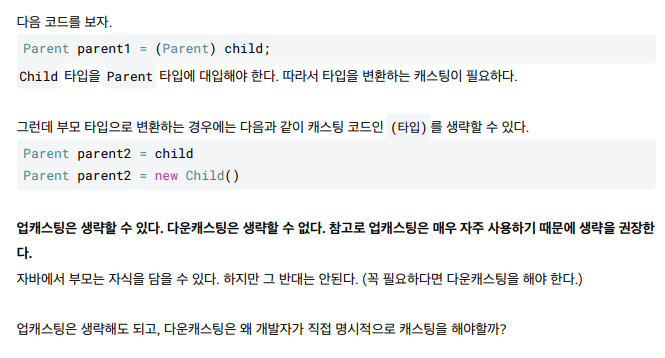 다음 코드를 보자.
Parent parent1 = (Parent) child;
Child 타입을 Parent 타입에 대입해야 한다. 따라서 타입을 변환하는 캐스팅이 필요하다.
그런데 부모 타입으로 변환하는 경우에는 다음과 같이 캐스팅 코드인 (타입)를 생략할 수 있다.
Parent parent2 = child
Parent parent2 = new Child()
업캐스팅은 생략할 수 있다. 다운캐스팅은 생략할 수 없다. 참고로 업캐스팅은 매우 자주 사용하기 때문에 생략을 권장한
다.
자바에서 부모는 자식을 담을 수 있다. 하지만 그 반대는 안된다. (꼭 필요하다면 다운캐스팅을 해야 한다.)
업캐스팅은 생략해도 되고, 다운캐스팅은 왜 개발자가 직접 명시적으로 캐스팅을 해야할까?